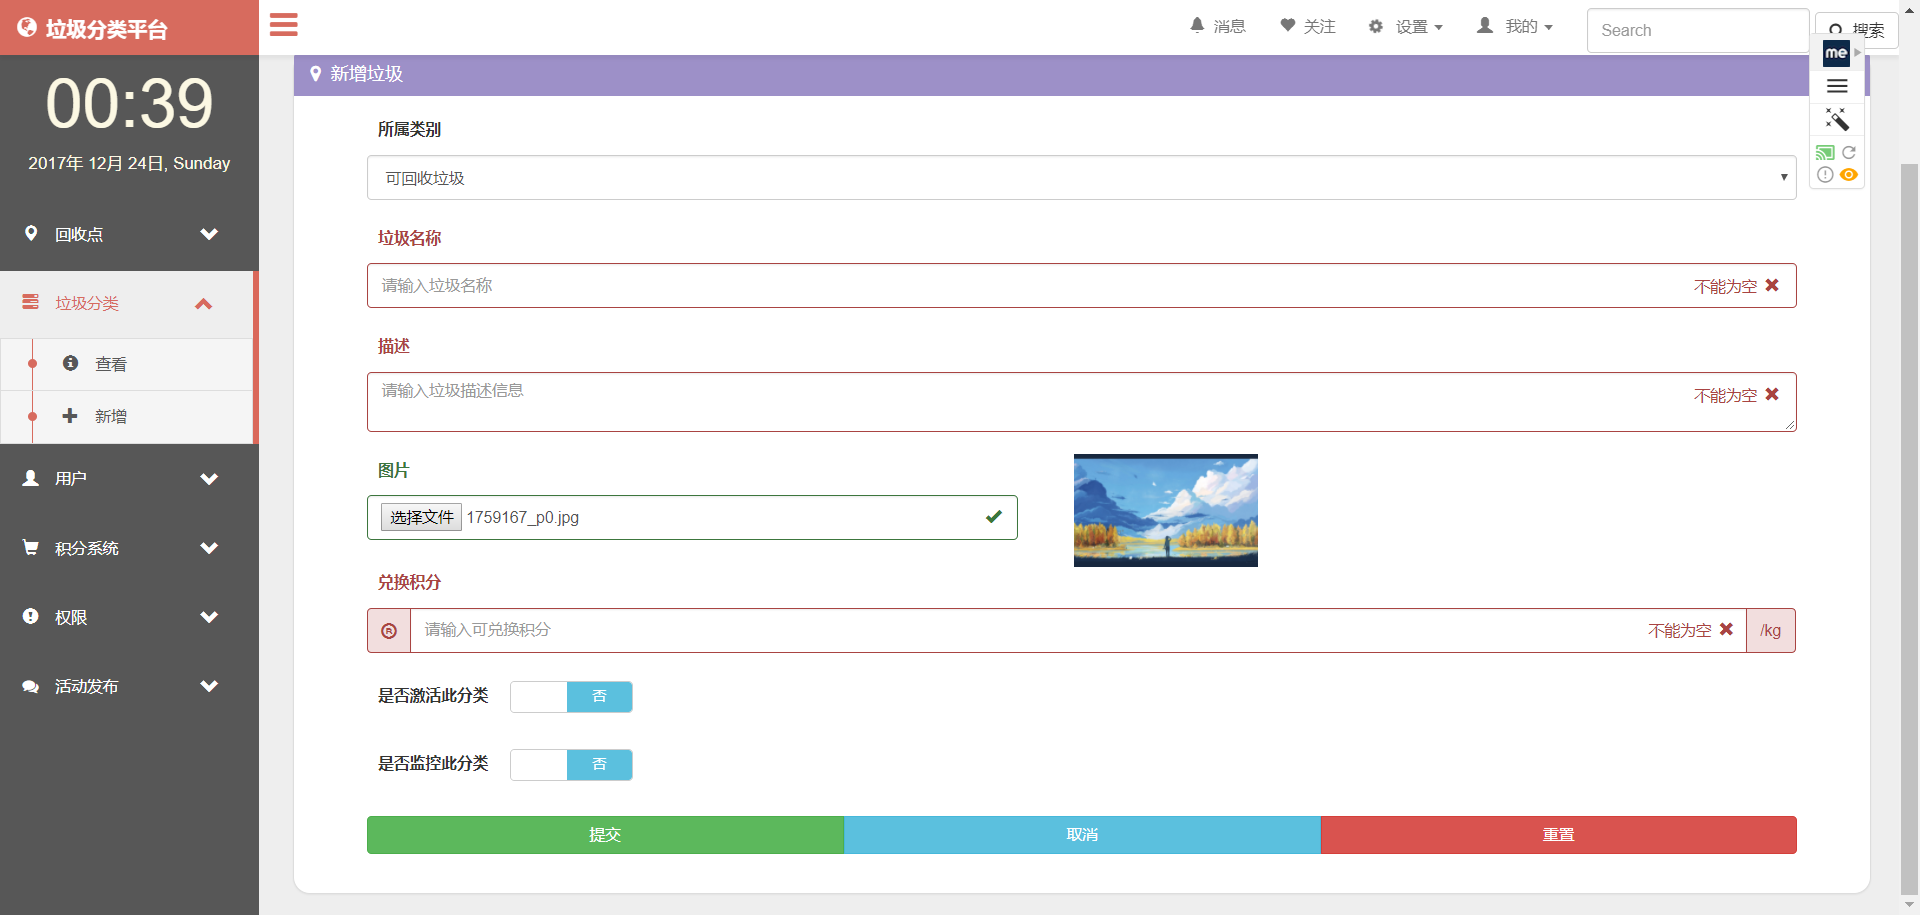 垃圾分类平台
消息
关注
设置
我的
Search
搜索
me
00:39
2017年 12月 24日, Sunday
回收点
垃圾分类
查看
新增
用户
积分系统
权限
活动发布
新增垃圾
所属类别
可回收垃圾
垃圾名称
请输入垃圾名称
不能为空
描述
请输入垃圾描述信息
不能为空
图片
选择文件 1759167_p0.jpg
兑换积分
® 请输入可兑换积分
不能为空
/kg
是否激活此分类
否
是否监控此分类
否
提交
取消
重置